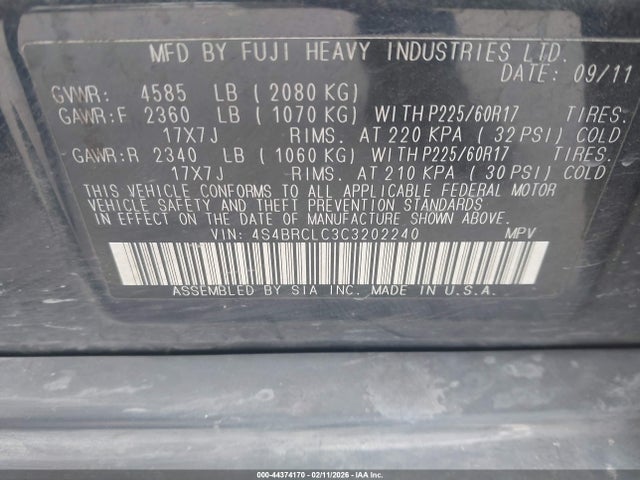 MFD BY FUJI HEAVY INDUSTRIES LTD.
DATE: 09/11
GVWR: 4585 LB ( 2080 KG)
GAWR:F 2360 LB ( 1070 KG) WITH P225/60R17 TIRES.
17X7J RIMS. AT 220 KPA ( 32 PSI) COLD
GAWR:R 2340 LB ( 1060 KG) WITH P225/60R17 TIRES.
17X7J RIMS. AT 210 KPA ( 30 PSI) COLD
THIS VEHICLE CONFORMS TO ALL APPLICABLE FEDERAL MOTOR
VEHICLE SAFETY AND THEFT PREVENTION STANDARDS
IN EFFECT ON THE DATE OF MANUFACTURE SHOWN ABOVE.
VIN: 4S4BRCLC3C3202240 MPV
ASSEMBLED BY SIA INC. MADE IN U.S.A.
000-44374170 - 02/11/2026 - IAA Inc.